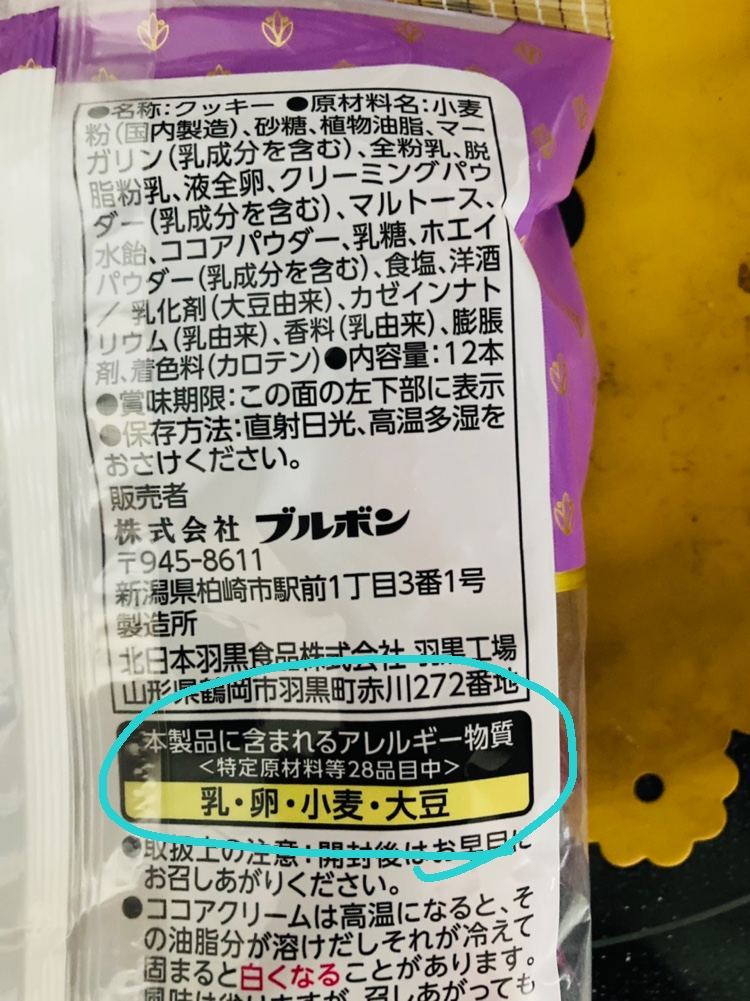 ●名称:クッキー ●原材料名:小麦
粉(国内製造)、砂糖、植物油脂、マー
ガリン(乳成分を含む)、全粉乳、脱
脂粉乳、液全卵、クリーミングパウ
ダー(乳成分を含む)、マルトース、
水飴、ココアパウダー、乳糖、ホエイ
パウダー(乳成分を含む)、食塩、洋酒
/ 乳化剤(大豆由来)、カゼインナト
リウム(乳由来)、香料(乳由来)、膨脹
剤、着色料(カロテン)●内容量:12本
●賞味期限:この面の左下部に表示
●保存方法:直射日光、高温多湿を
おさけください。
販売者
株式会社 ブルボン
〒945-8611
新潟県柏崎市駅前1丁目3番1号
製造所
北日本羽黒食品株式会社 羽黒工場
山形県鶴岡市羽黒町赤川272番地
本製品に含まれるアレルギー物質
<特定原材料等28品目中>
乳・卵・小麦・大豆
●取扱上の注意:開封後はお早目に
お召しあがりください。
●ココアクリームは高温になると、そ
の油脂分が溶けだしそれが冷えて
固まると白くなることがあります。
風味は劣りますが、召しあがっても